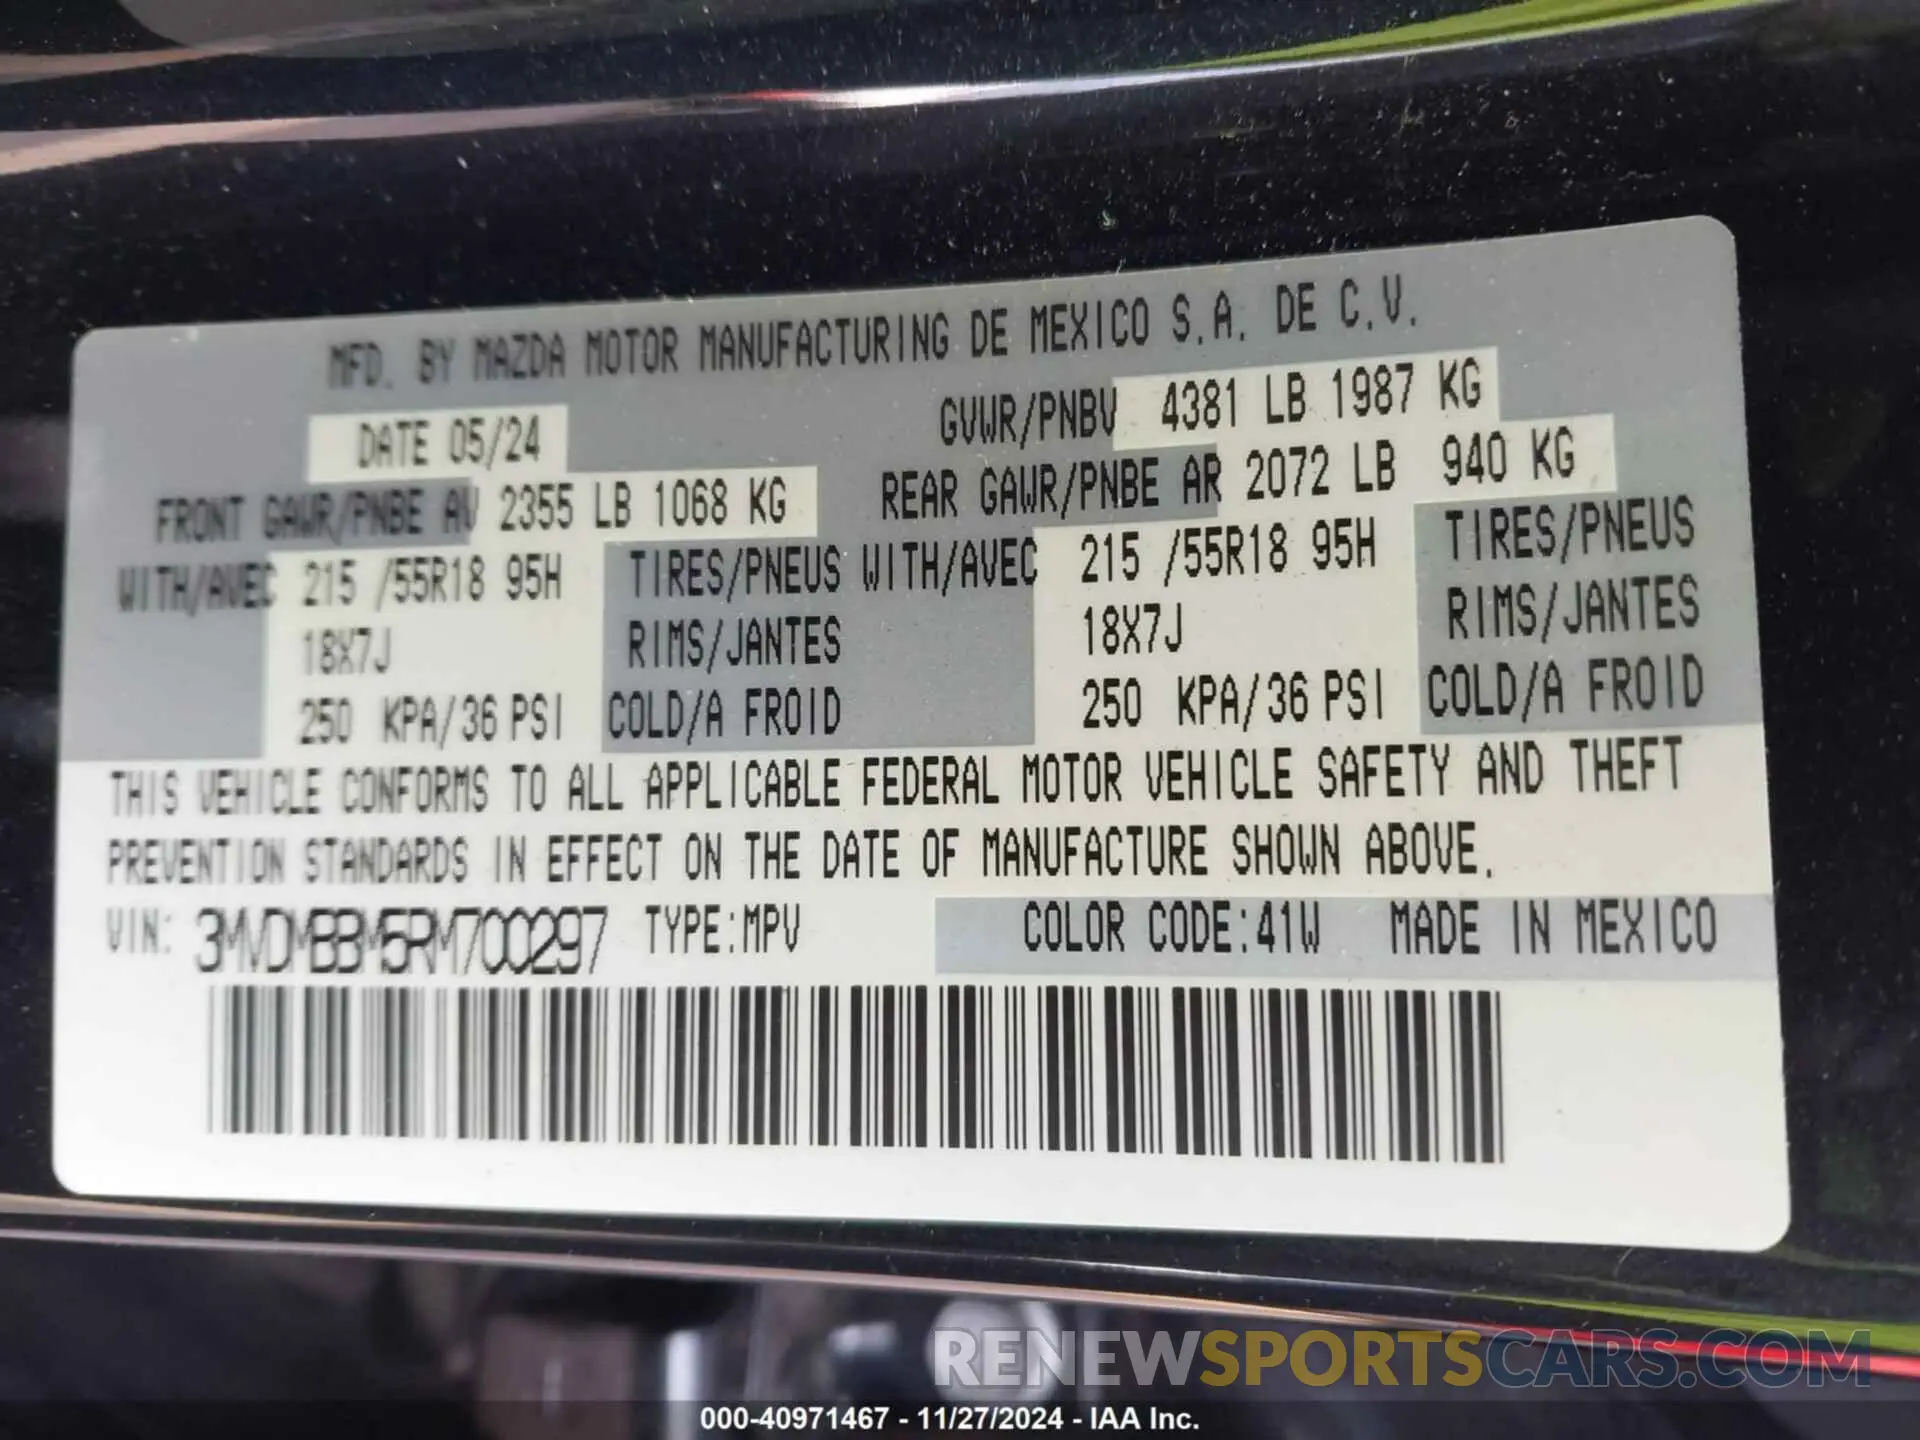 MFD. BY MAZDA MOTOR MANUFACTURING DE MEXICO S.A. DE C.V.
DATE 05/24 GVWR/PNBV 4381 LB 1987 KG
FRONT GAWR/PNBE AV 2355 LB 1068 KG REAR GAWR/PNBE AR 2072 LB 940 KG
WITH/AVEC 215 /55R18 95H TIRES/PNEUS WITH/AVEC 215 /55R18 95H TIRES/PNEUS
18X7J RIMS/JANTES 18X7J RIMS/JANTES
250 KPA/36 PSI COLD/A FROID 250 KPA/36 PSI COLD/A FROID
THIS VEHICLE CONFORMS TO ALL APPLICABLE FEDERAL MOTOR VEHICLE SAFETY AND THEFT
PREVENTION STANDARDS IN EFFECT ON THE DATE OF MANUFACTURE SHOWN ABOVE.
VIN: 3MVDMBBM5RM700297 TYPE:MPV COLOR CODE:41W MADE IN MEXICO
RENEWSPORTSCARS.COM
000-40971467 - 11/27/2024 - IAA Inc.